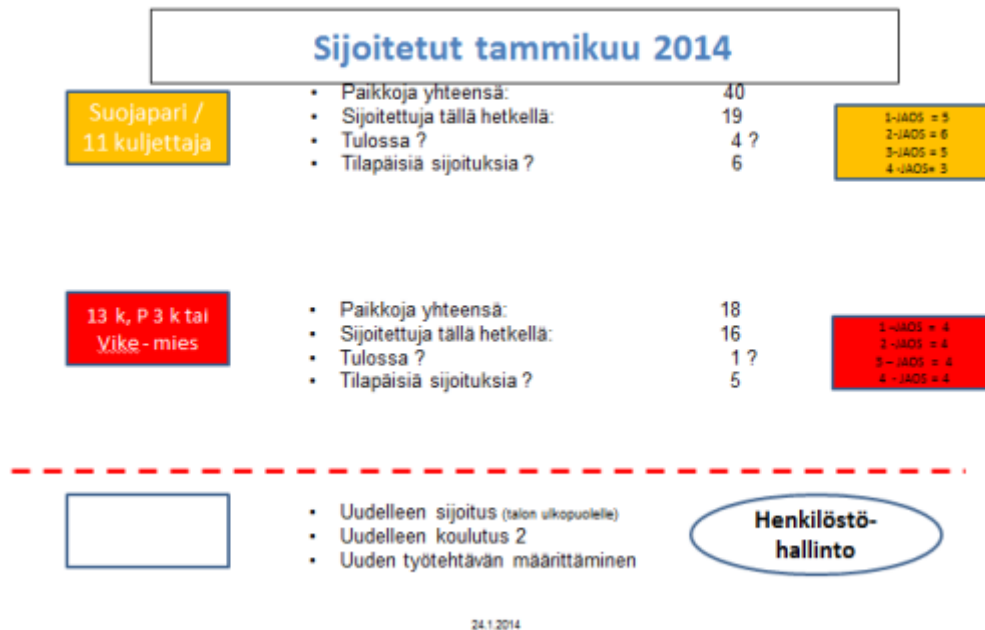 Sijoitetut tammikuu 2014
Suojapari /
11 kuljettaja
• Paikkoja yhteensä: 40
• Sijoitettuja tällä hetkellä: 19
• Tulossa ? 4 ?
• Tilapäisiä sijoituksia ? 6
1-JAOS = 5
2-JAOS = 6
3-JAOS = 5
4 -JAOS= 3
13 k, P 3 k tai
Vike - mies
• Paikkoja yhteensä: 18
• Sijoitettuja tällä hetkellä: 16
• Tulossa ? 1 ?
• Tilapäisiä sijoituksia ? 5
1 -JAOS = 4
2 -JAOS = 4
3 – JAOS = 4
4 - JAOS = 4
• Uudelleen sijoitus (talon ulkopuolelle)
• Uudelleen koulutus 2
• Uuden työtehtävän määrittäminen
Henkilöstö-
hallinto
24.1.2014